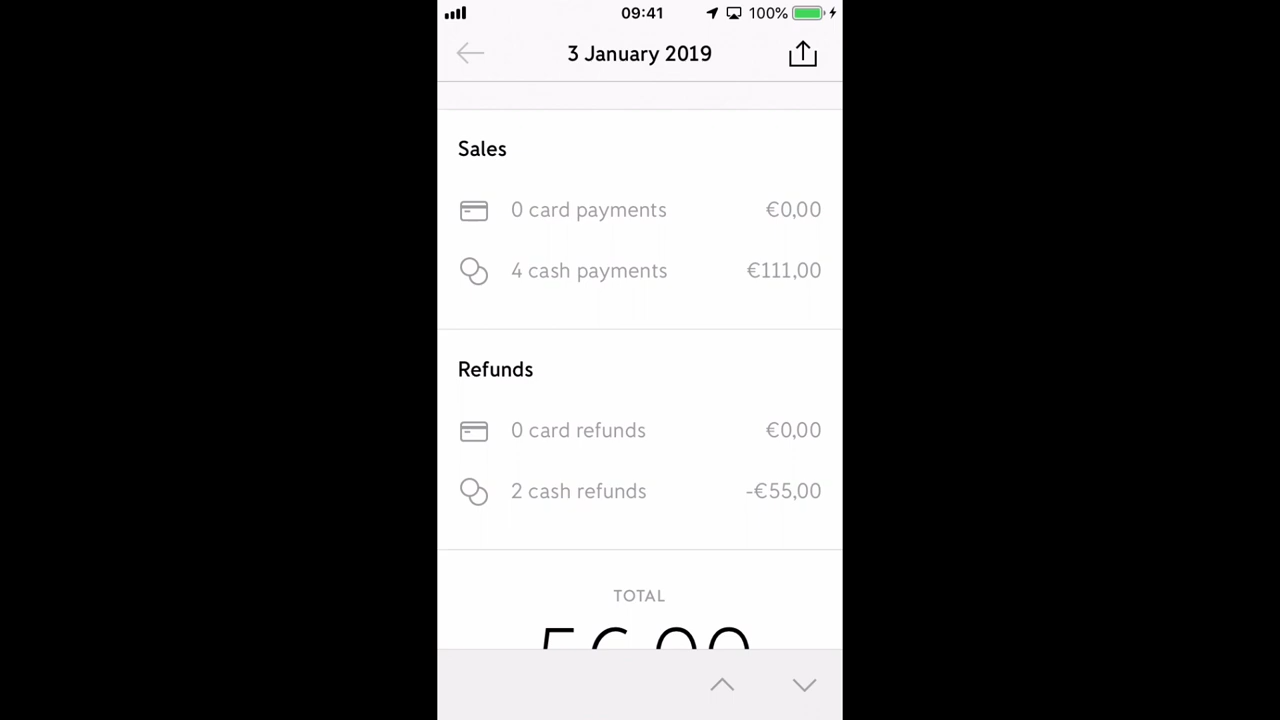 09:41 100%
3 January 2019
Sales
0 card payments €0,00
4 cash payments €111,00
Refunds
0 card refunds €0,00
2 cash refunds -€55,00
TOTAL